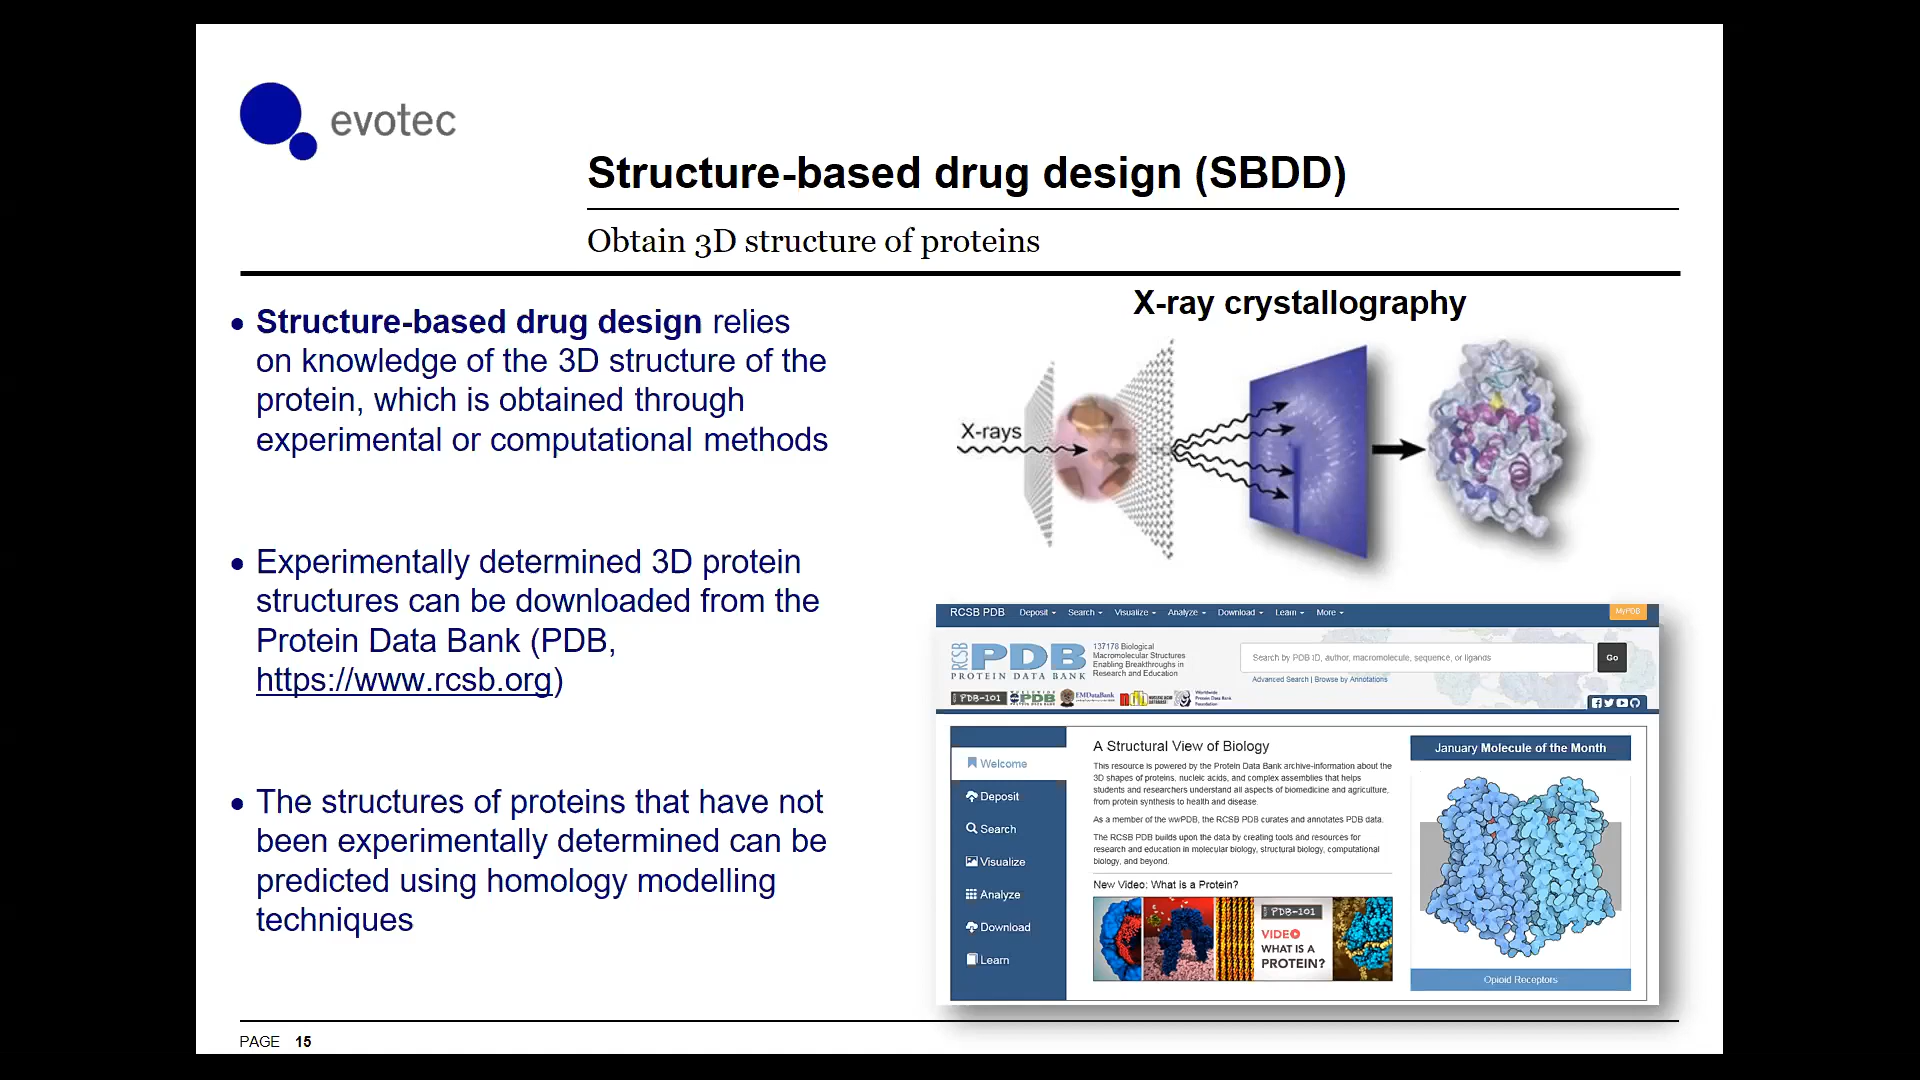 evotec
Structure-based drug design (SBDD)
Obtain 3D structure of proteins
• Structure-based drug design relies
on knowledge of the 3D structure of the
protein, which is obtained through
experimental or computational methods
• Experimentally determined 3D protein
structures can be downloaded from the
Protein Data Bank (PDB,
https://www.rcsb.org)
• The structures of proteins that have not
been experimentally determined can be
predicted using homology modelling
techniques
X-ray crystallography
X-rays
RCSB PDB Deposit Search Visualize Analyze Download Learn More MyPDB
RCSB PDB
PROTEIN DATA BANK
137178 Biological
Macromolecular Structures
Enabling Breakthroughs in
Research and Education
Search by PDB ID, author, macromolecule, sequence, or ligands Go
Advanced Search | Browse by Annotations
PDB-101 PDB EMDataBank
Worldwide
Protein Data Bank
Foundation
Welcome
Deposit
Search
Visualize
Analyze
Download
Learn
A Structural View of Biology
This resource is powered by the Protein Data Bank archive-information about the
3D shapes of proteins, nucleic acids, and complex assemblies that helps
students and researchers understand all aspects of biomedicine and agriculture,
from protein synthesis to health and disease.
As a member of the wwPDB, the RCSB PDB curates and annotates PDB data.
The RCSB PDB builds upon the data by creating tools and resources for
research and education in molecular biology, structural biology, computational
biology, and beyond.
New Video: What is a Protein?
PDB-101
VIDEO
WHAT IS A
PROTEIN?
January Molecule of the Month
Opioid Receptors
PAGE 15